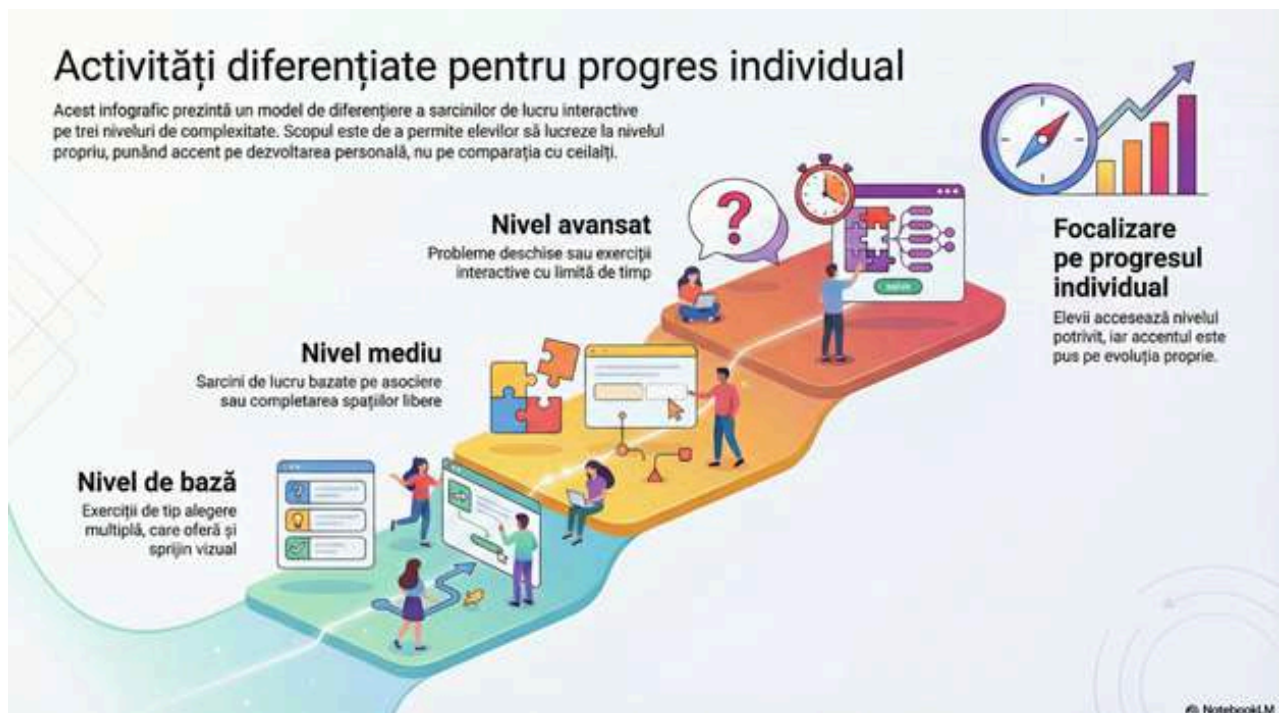 Activități diferențiate pentru progres individual
Acest infografic prezintă un model de diferențiere a sarcinilor de lucru interactive
pe trei niveluri de complexitate. Scopul este de a permite elevilor să lucreze la nivelul
propriu, punând accent pe dezvoltarea personală, nu pe comparația cu ceilalți.
Nivel avansat
Probleme deschise sau exerciții
interactive cu limită de timp
?
Focalizare
pe progresul
individual
Elevii accesează nivelul
potrivit, iar accentul este
pus pe evoluția proprie.
Nivel mediu
Sarcini de lucru bazate pe asociere
sau completarea spațiilor libere
Nivel de bază
Exerciții de tip alegere
multiplă, care oferă și
sprijin vizual
?
NotebookLM